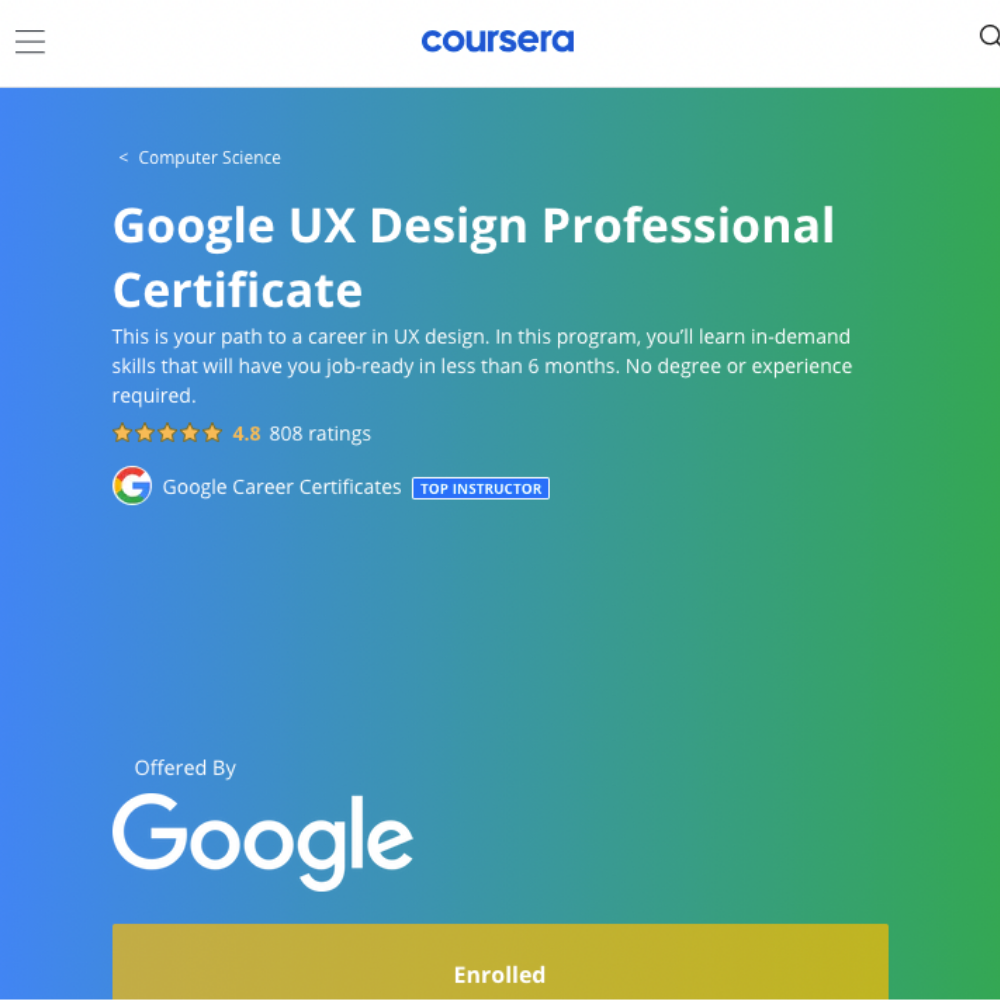 coursera
< Computer Science
Google UX Design Professional
Certificate
This is your path to a career in UX design. In this program, you’ll learn in-demand
skills that will have you job-ready in less than 6 months. No degree or experience
required.
4.8 808 ratings
G Google Career Certificates TOP INSTRUCTOR
Offered By
Google
Enrolled